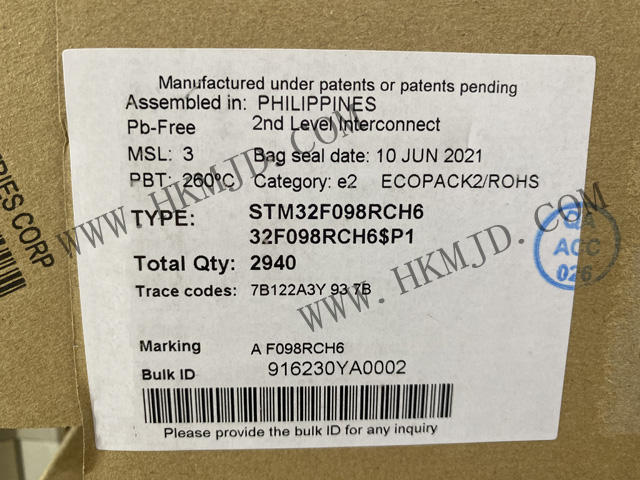 Manufactured under patents or patents pending
Assembled in: PHILIPPINES
Pb-Free 2nd Level Interconnect
MSL: 3 Bag seal date: 10 JUN 2021
PBT: 260ºC Category: e2 ECOPACK2/ROHS
TYPE: STM32F098RCH6
32F098RCH6$P1
Total Qty: 2940
Trace codes: 7B122A3Y 93 7B
Marking A F098RCH6
Bulk ID 916230YA0002
Please provide the bulk ID for any inquiry
QA
ACC
026
RIES CORP
WWW.HKMJD.COM
WWW.HKMJD.COM